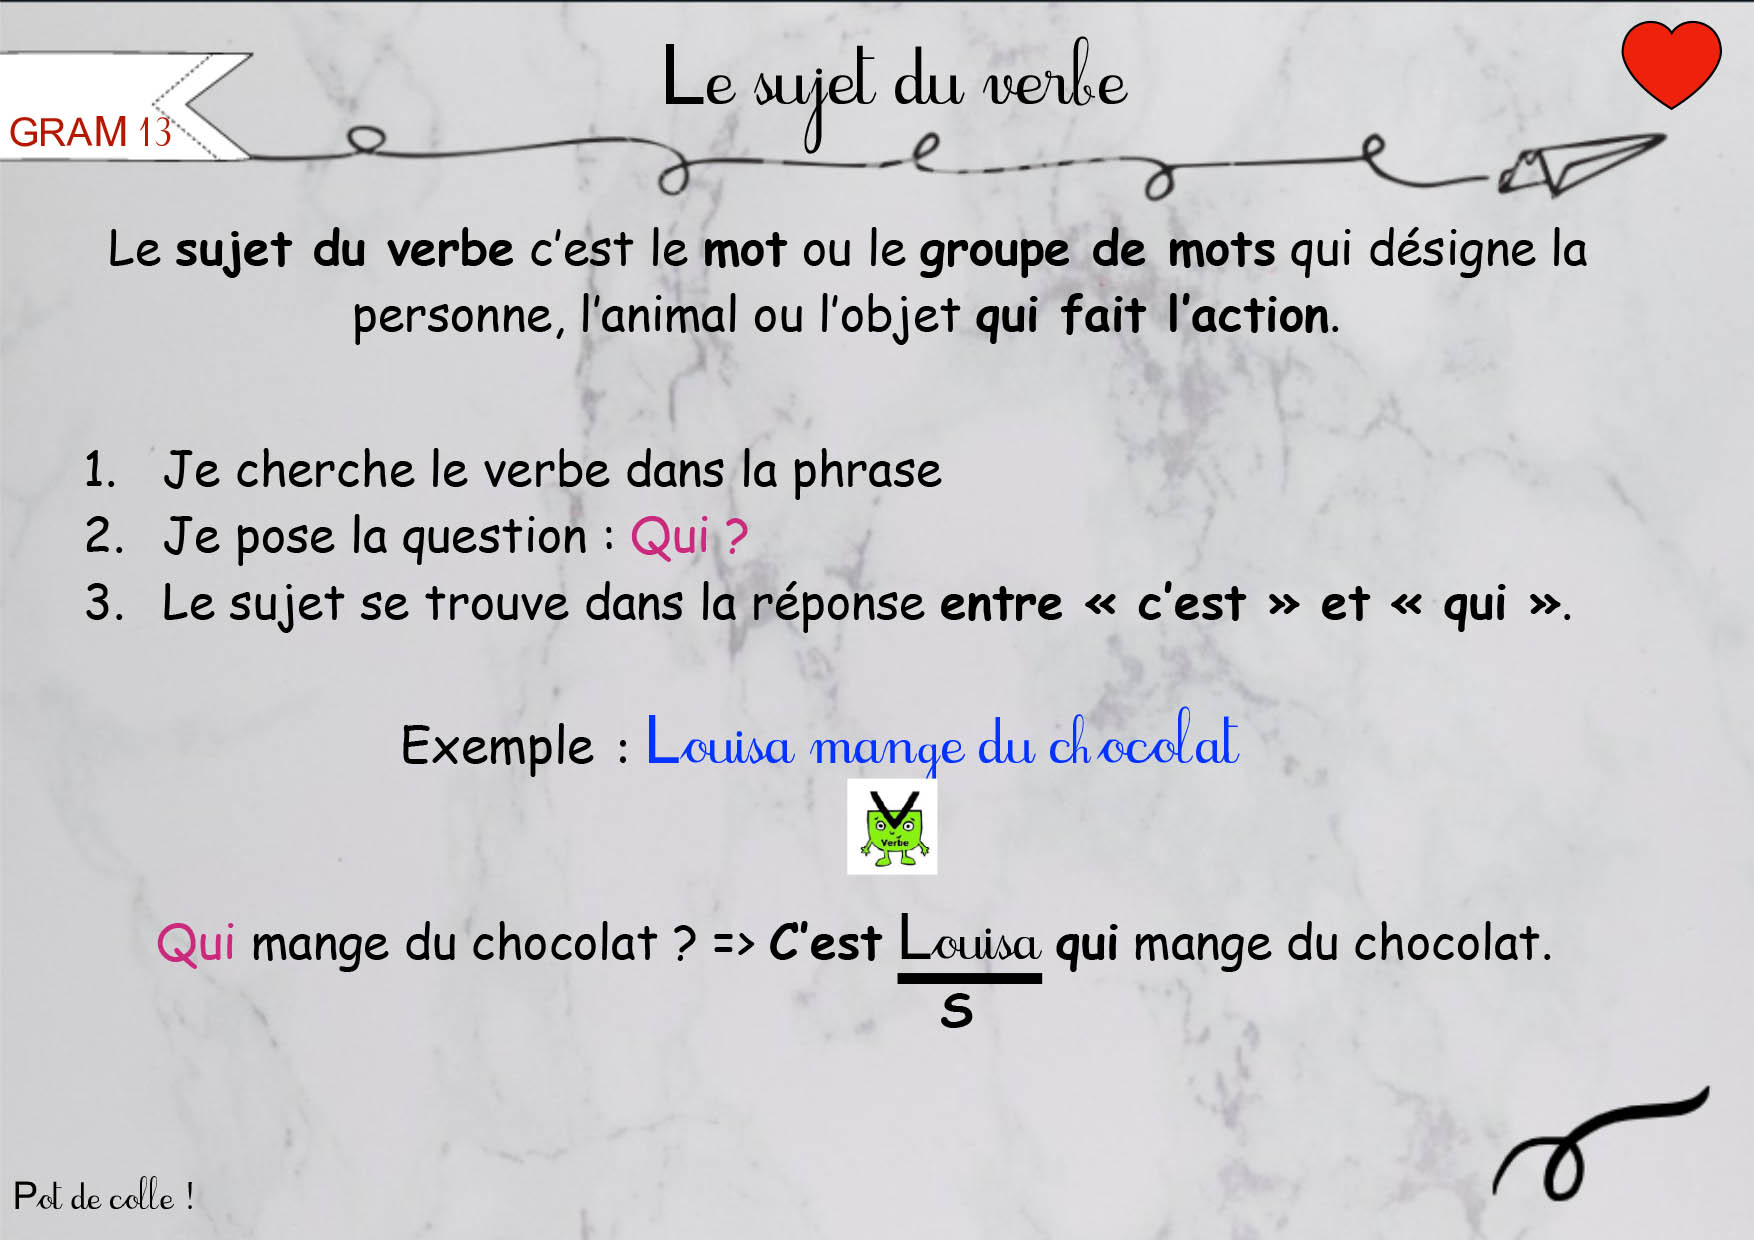 Le sujet du verbe
GRAM 13
Le sujet du verbe c’est le mot ou le groupe de mots qui désigne la
personne, l’animal ou l’objet qui fait l’action.
1. Je cherche le verbe dans la phrase
2. Je pose la question : Qui ?
3. Le sujet se trouve dans la réponse entre « c’est » et « qui ».
Exemple : Louisa mange du chocolat
V
Verbe
Qui mange du chocolat ? => C’est Louisa qui mange du chocolat.
S
Pot de colle !